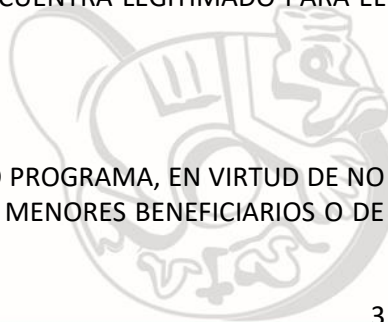 CUENTRA LEGITIMADO PARA EL
O PROGRAMA, EN VIRTUD DE NO
MENORES BENEFICIARIOS O DE
3